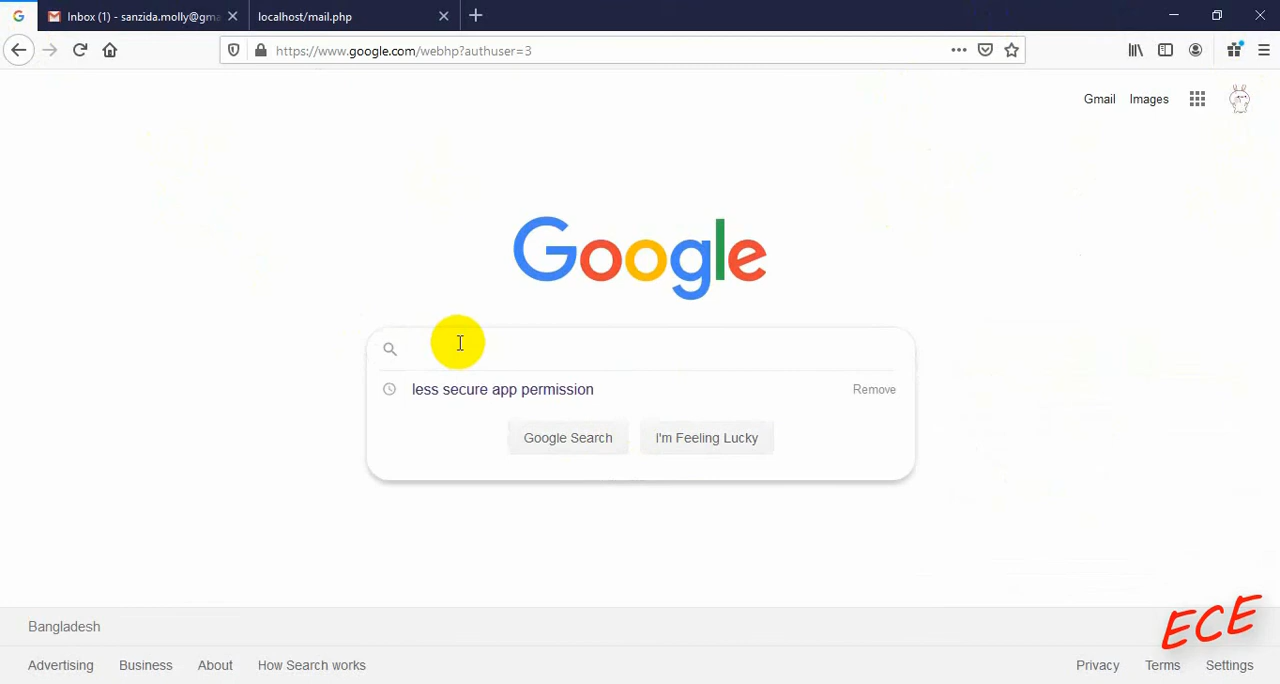 Inbox (1) - sanzida.molly@gma
localhost/mail.php
https://www.google.com/webhp?authuser=3
Gmail Images
Google
less secure app permission Remove
Google Search I'm Feeling Lucky
Bangladesh
Advertising Business About How Search works Privacy Terms Settings
ECE